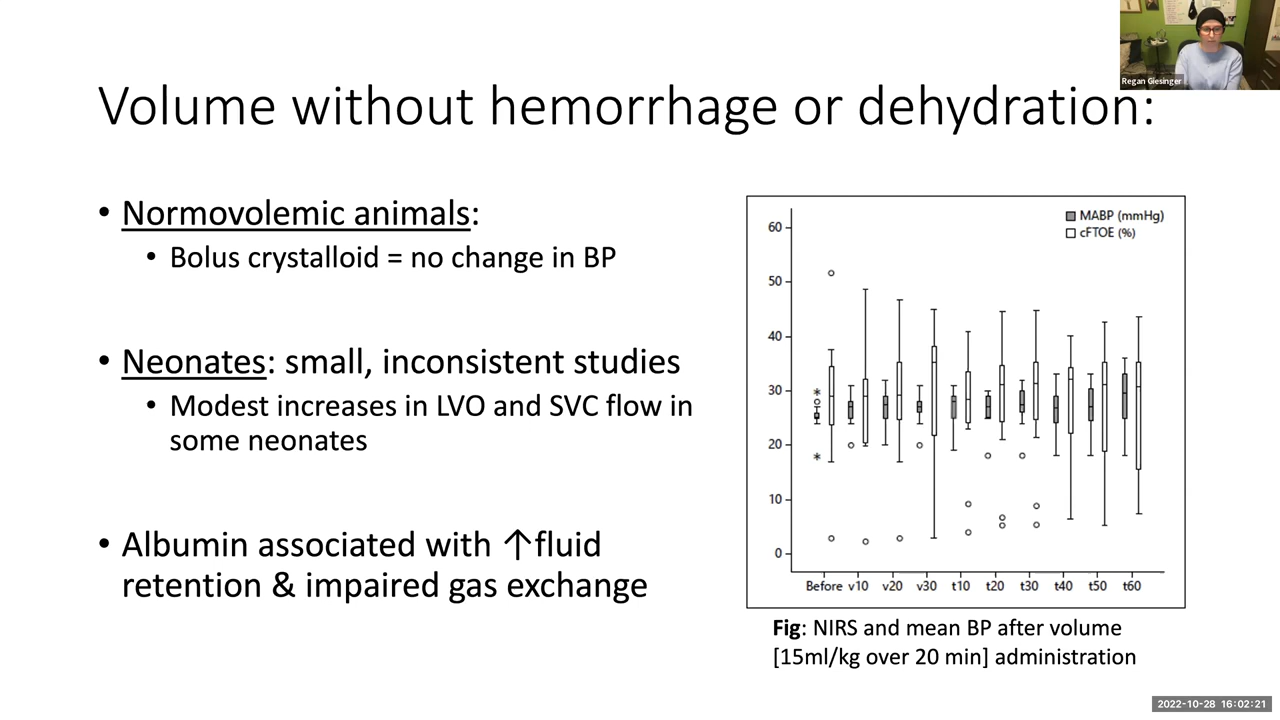 Regan Giesinger
Volume without hemorrhage or dehydration:
• Normovolemic animals:
• Bolus crystalloid = no change in BP
• Neonates: small, inconsistent studies
• Modest increases in LVO and SVC flow in
some neonates
• Albumin associated with ↑fluid
retention & impaired gas exchange
MABP (mmHg)
cFTOE (%)
60
50
40
30
20
10
0
Before v10 v20 v30 t10 t20 t30 t40 t50 t60
Fig: NIRS and mean BP after volume
[15ml/kg over 20 min] administration
2022-10-28 16:02:21